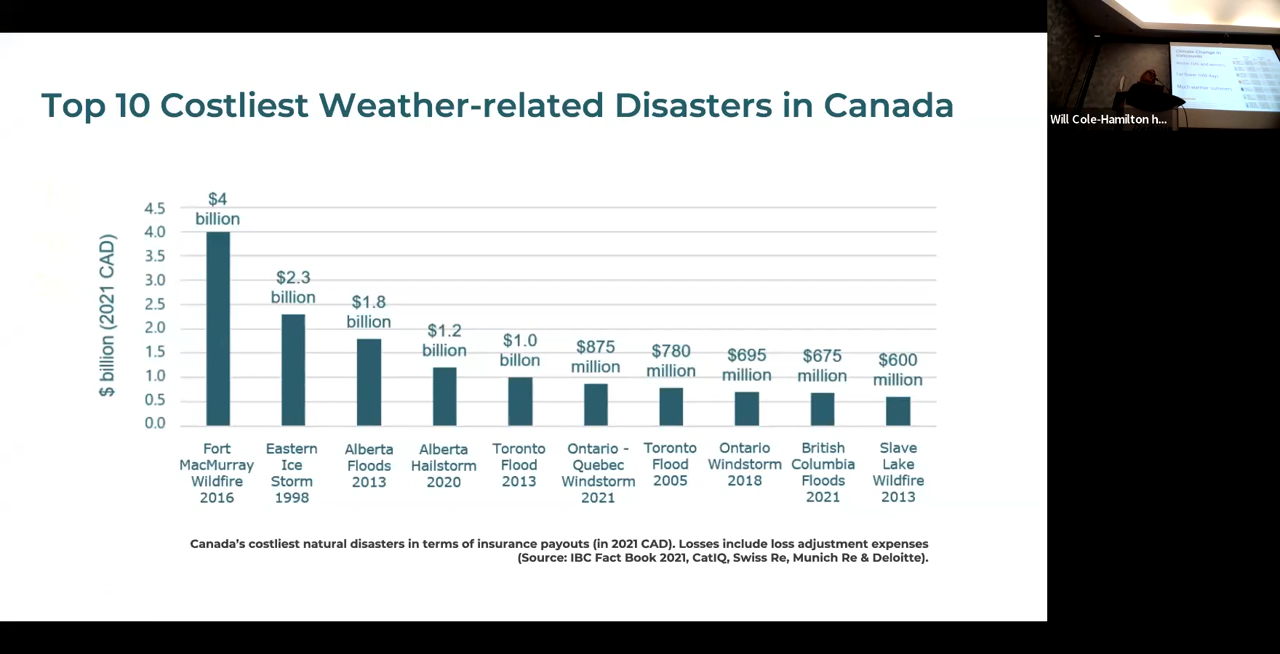 Top 10 Costliest Weather-related Disasters in Canada
$ billion (2021 CAD)
4.5
4.0
3.5
3.0
2.5
2.0
1.5
1.0
0.5
0.0
$4
billion
$2.3
billion
$1.8
billion
$1.2
billion
$1.0
billon
$875
million
$780
million
$695
million
$675
million
$600
million
Fort
MacMurray
Wildfire
2016
Eastern
Ice
Storm
1998
Alberta
Floods
2013
Alberta
Hailstorm
2020
Toronto
Flood
2013
Ontario -
Quebec
Windstorm
2021
Toronto
Flood
2005
Ontario
Windstorm
2018
British
Columbia
Floods
2021
Slave
Lake
Wildfire
2013
Canada's costliest natural disasters in terms of insurance payouts (in 2021 CAD). Losses include loss adjustment expenses
(Source: IBC Fact Book 2021, CatIQ, Swiss Re, Munich Re & Deloitte).
Climate Change in
Will Cole-Hamilton h...